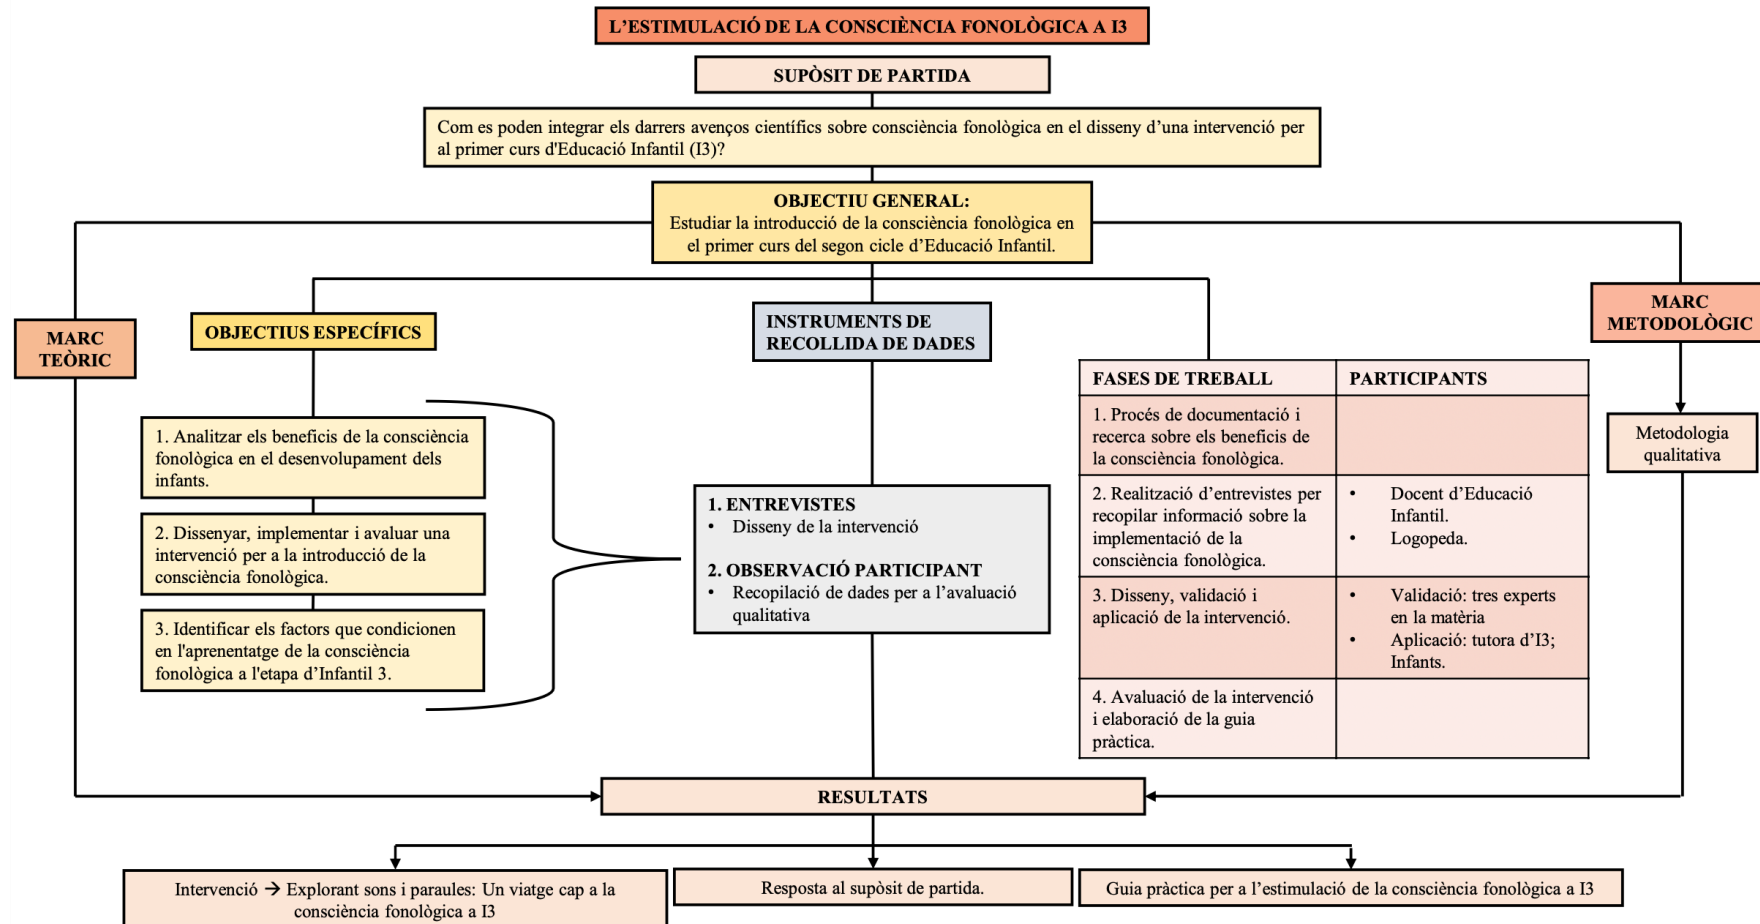 L’ESTIMULACIÓ DE LA CONSCIÈNCIA FONOLÒGICA A I3
SUPÒSIT DE PARTIDA
Com es poden integrar els darrers avenços científics sobre consciència fonològica en el disseny d’una intervenció per
al primer curs d'Educació Infantil (I3)?
OBJECTIU GENERAL:
Estudiar la introducció de la consciència fonològica en
el primer curs del segon cicle d’Educació Infantil.
MARC
TEÒRIC
OBJECTIUS ESPECÍFICS
1. Analitzar els beneficis de la consciència
fonològica en el desenvolupament dels
infants.
2. Dissenyar, implementar i avaluar una
intervenció per a la introducció de la
consciència fonològica.
3. Identificar els factors que condicionen
en l'aprenentatge de la consciència
fonològica a l'etapa d’Infantil 3.
INSTRUMENTS DE
RECOLLIDA DE DADES
1. ENTREVISTES
• Disseny de la intervenció
2. OBSERVACIÓ PARTICIPANT
• Recopilació de dades per a l’avaluació
qualitativa
FASES DE TREBALL
PARTICIPANTS
1. Procés de documentació i
recerca sobre els beneficis de
la consciència fonològica.
2. Realització d’entrevistes per
recopilar informació sobre la
implementació de la
consciència fonològica.
• Docent d’Educació
Infantil.
• Logopeda.
3. Disseny, validació i
aplicació de la intervenció.
• Validació: tres experts
en la matèria
• Aplicació: tutora d’I3;
Infants.
4. Avaluació de la intervenció
i elaboració de la guia
pràctica.
MARC
METODOLÒGIC
Metodologia
qualitativa
RESULTATS
Intervenció → Explorant sons i paraules: Un viatge cap a la
consciència fonològica a I3
Resposta al supòsit de partida.
Guia pràctica per a l’estimulació de la consciència fonològica a I3